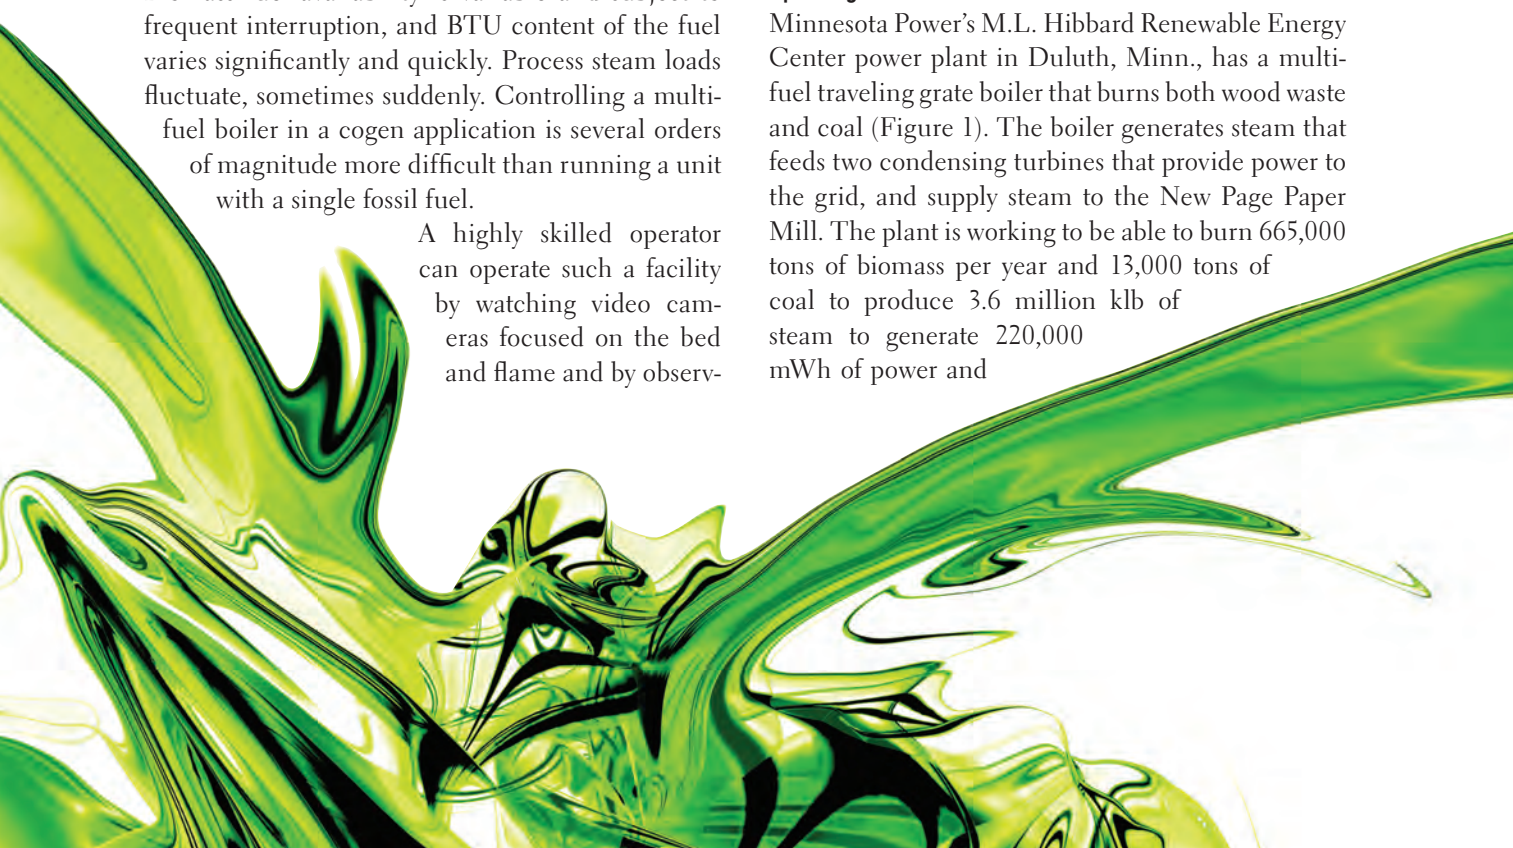 frequent interruption, and BTU content of the fuel
varies significantly and quickly. Process steam loads
fluctuate, sometimes suddenly. Controlling a multi-
fuel boiler in a cogen application is several orders
of magnitude more difficult than running a unit
with a single fossil fuel.
A highly skilled operator
can operate such a facility
by watching video cam-
eras focused on the bed
and flame and by observ-
Minnesota Power’s M.L. Hibbard Renewable Energy
Center power plant in Duluth, Minn., has a multi-
fuel traveling grate boiler that burns both wood waste
and coal (Figure 1). The boiler generates steam that
feeds two condensing turbines that provide power to
the grid, and supply steam to the New Page Paper
Mill. The plant is working to be able to burn 665,000
tons of biomass per year and 13,000 tons of
coal to produce 3.6 million klb of
steam to generate 220,000
mWh of power and